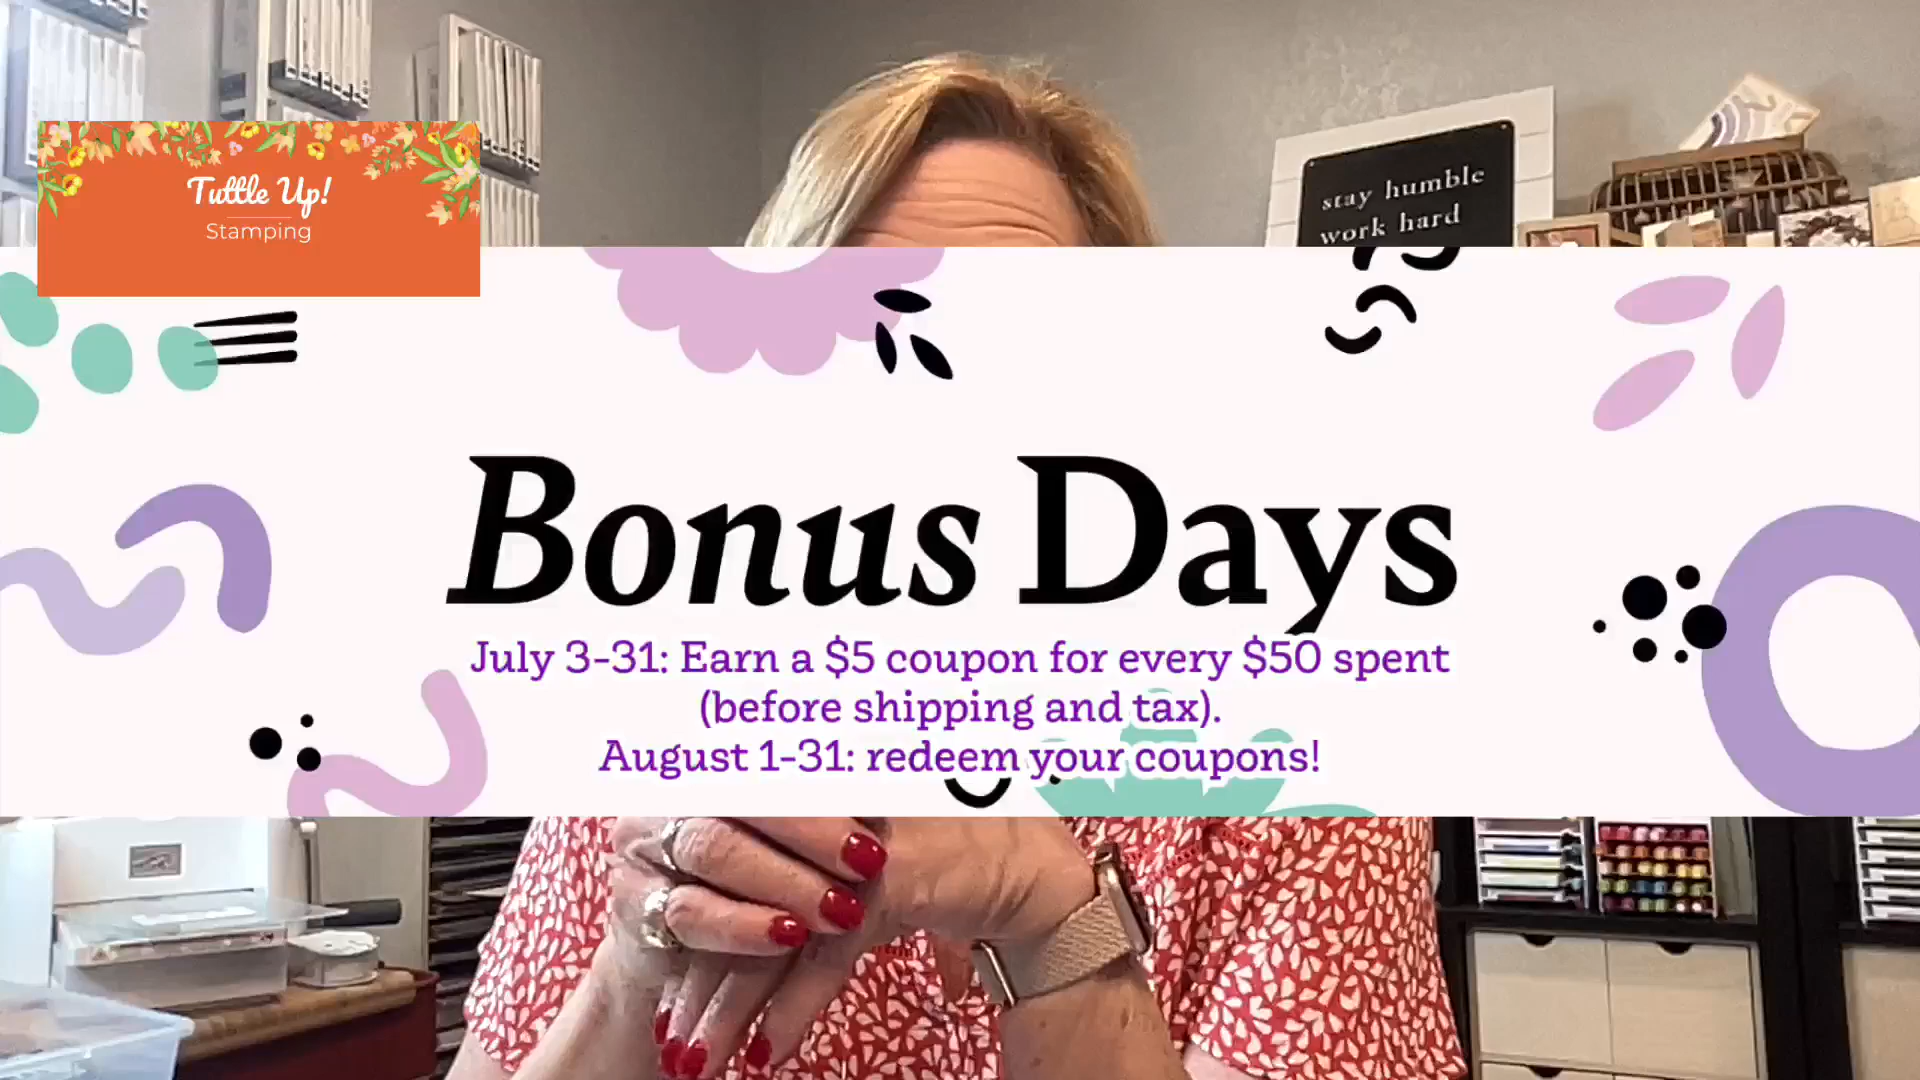 stay humble
work hard
Tuttle Up!
Stamping
Bonus Days
July 3-31: Earn a $5 coupon for every $50 spent
(before shipping and tax).
August 1-31: redeem your coupons!